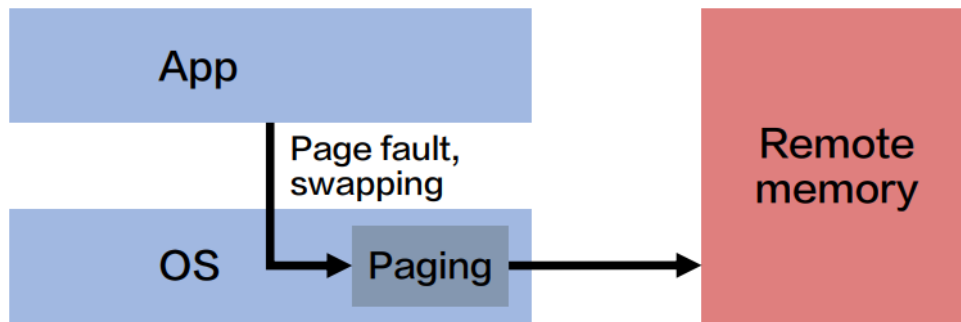 App
Page fault,
swapping
Remote
memory
OS
Paging